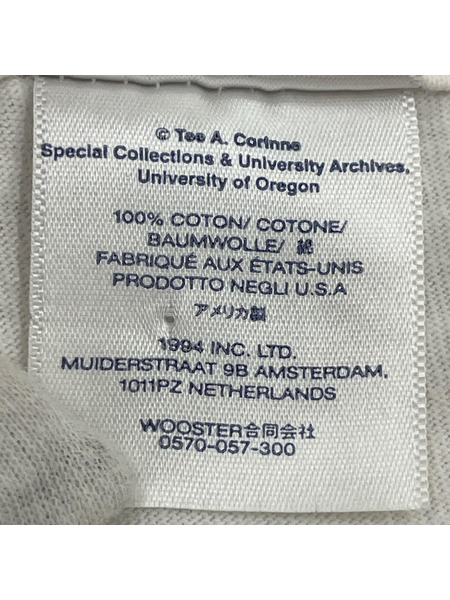 © Tee A. Corinne
Special Collections & University Archives,
University of Oregon
100% COTON/ COTONE/
BAUMWOLLE/ 綿
FABRIQUÉ AUX ÉTATS-UNIS
PRODOTTO NEGLI U.S.A
アメリカ製
1994 INC. LTD.
MUIDERSTRAAT 9B AMSTERDAM,
1011PZ NETHERLANDS
WOOSTER合同会社
0570-057-300